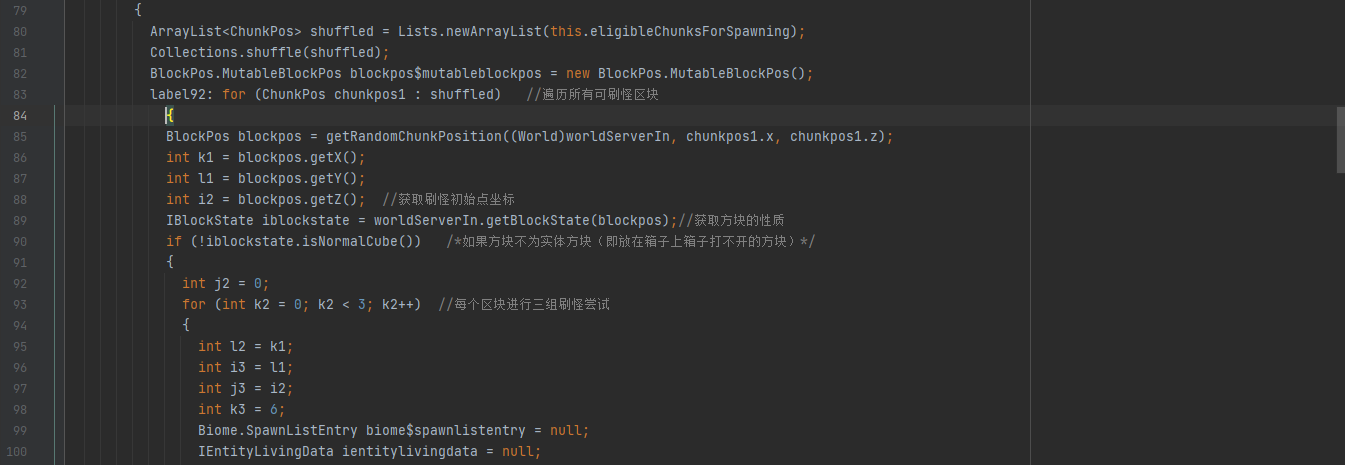 79 {
80 ArrayList<ChunkPos> shuffled = Lists.newArrayList(this.eligibleChunksForSpawning);
81 Collections.shuffle(shuffled);
82 BlockPos.MutableBlockPos blockpos$mutableblockpos = new BlockPos.MutableBlockPos();
83 label92: for (ChunkPos chunkpos1 : shuffled) //遍历所有可刷怪区块
84 {
85 BlockPos blockpos = getRandomChunkPosition((World)worldServerIn, chunkpos1.x, chunkpos1.z);
86 int k1 = blockpos.getX();
87 int l1 = blockpos.getY();
88 int i2 = blockpos.getZ(); //获取刷怪初始点坐标
89 IBlockState iblockstate = worldServerIn.getBlockState(blockpos);//获取方块的性质
90 if (!iblockstate.isNormalCube()) /*如果方块不为实体方块（即放在箱子上箱子打不开的方块）*/
91 {
92 int j2 = 0;
93 for (int k2 = 0; k2 < 3; k2++) //每个区块进行三组刷怪尝试
94 {
95 int l2 = k1;
96 int i3 = l1;
97 int j3 = i2;
98 int k3 = 6;
99 Biome.SpawnListEntry biome$spawnlistentry = null;
100 IEntityLivingData ientitylivingdata = null;